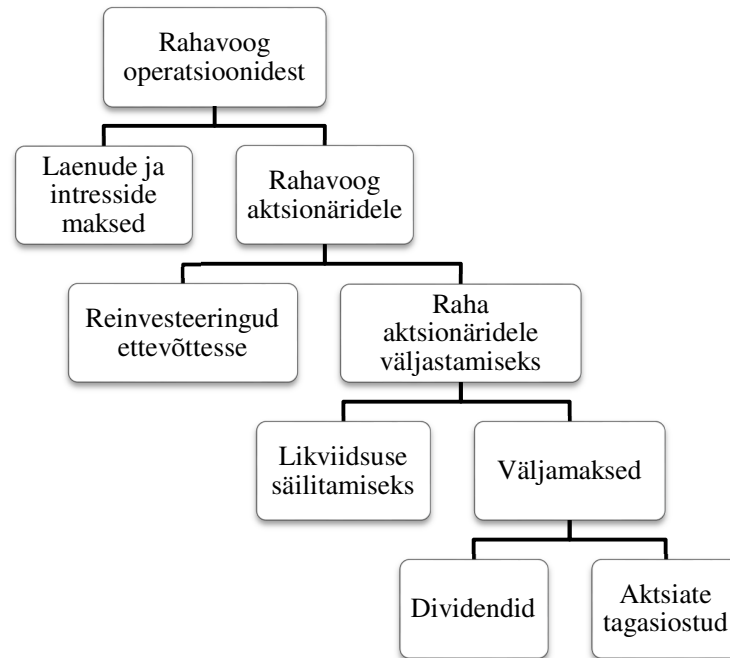 Rahavoog
operatsioonidest
Laenude ja
intresside
maksed
Rahavoog
aktsionäridele
Reinvesteeringud
ettevõttesse
Raha
aktsionäridele
väljastamiseks
Likviidsuse
säilitamiseks
Väljamaksed
Dividendid
Aktsiate
tagasiostud